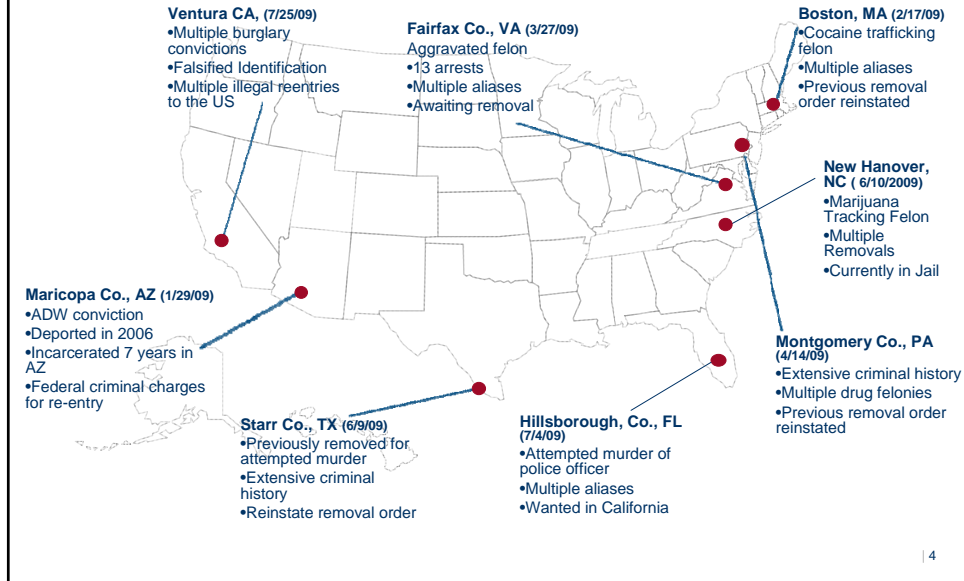 Ventura CA, (7/25/09)
•Multiple burglary
convictions
•Falsified Identification
•Multiple illegal reentries
to the US
Fairfax Co., VA (3/27/09)
Aggravated felon
•13 arrests
•Multiple aliases
•Awaiting removal
Boston, MA (2/17/09)
•Cocaine trafficking
felon
•Multiple aliases
•Previous removal
order reinstated
New Hanover,
NC ( 6/10/2009)
•Marijuana
Tracking Felon
•Multiple
Removals
•Currently in Jail
Maricopa Co., AZ (1/29/09)
•ADW conviction
•Deported in 2006
•Incarcerated 7 years in
AZ
•Federal criminal charges
for re-entry
Montgomery Co., PA
(4/14/09)
•Extensive criminal history
•Multiple drug felonies
•Previous removal order
reinstated
Starr Co., TX (6/9/09)
•Previously removed for
attempted murder
•Extensive criminal
history
•Reinstate removal order
Hillsborough, Co., FL
(7/4/09)
•Attempted murder of
police officer
•Multiple aliases
•Wanted in California
| 4